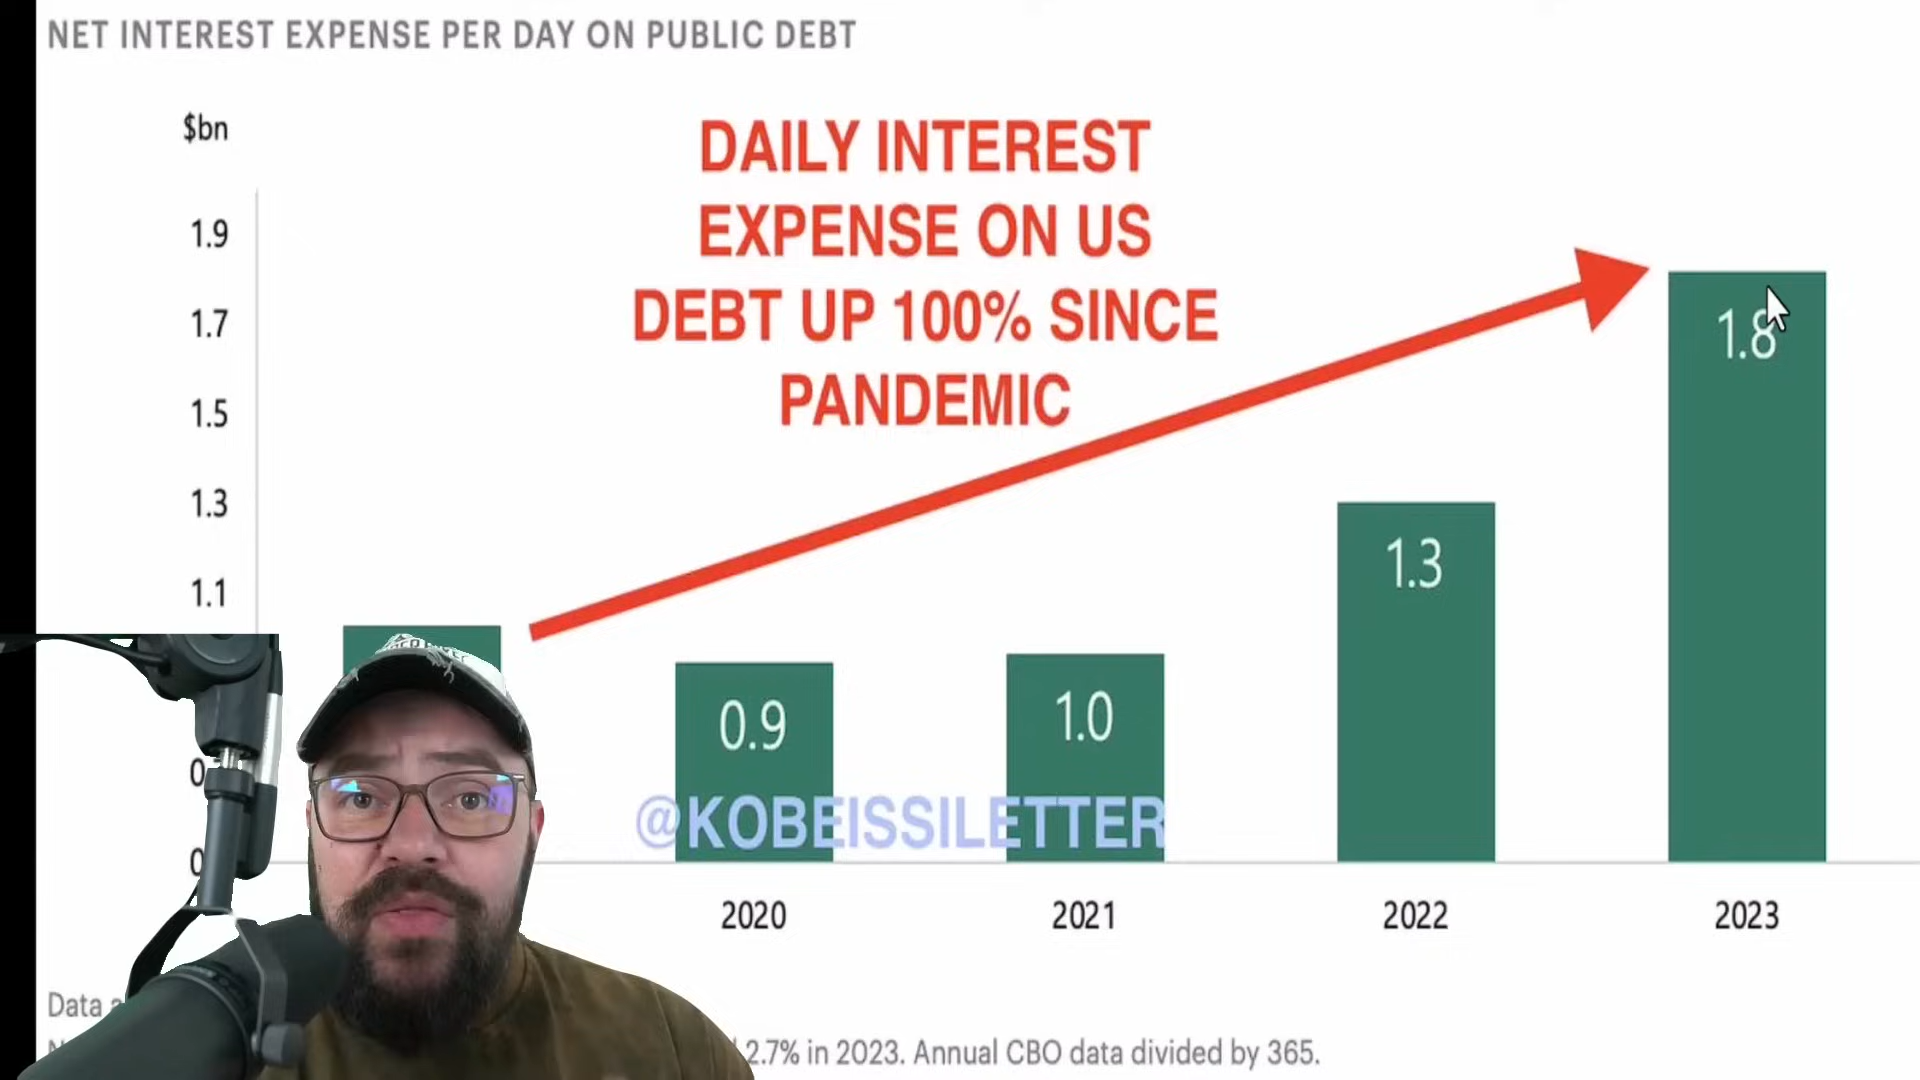 NET INTEREST EXPENSE PER DAY ON PUBLIC DEBT
$bn
DAILY INTEREST
EXPENSE ON US
DEBT UP 100% SINCE
PANDEMIC
1.9
1.7
1.5
1.3
1.1
1.8
1.3
1.0
0.9
@KOBEISSILETTER
2020
2021
2022
2023
Data
2.7% in 2023. Annual CBO data divided by 365.